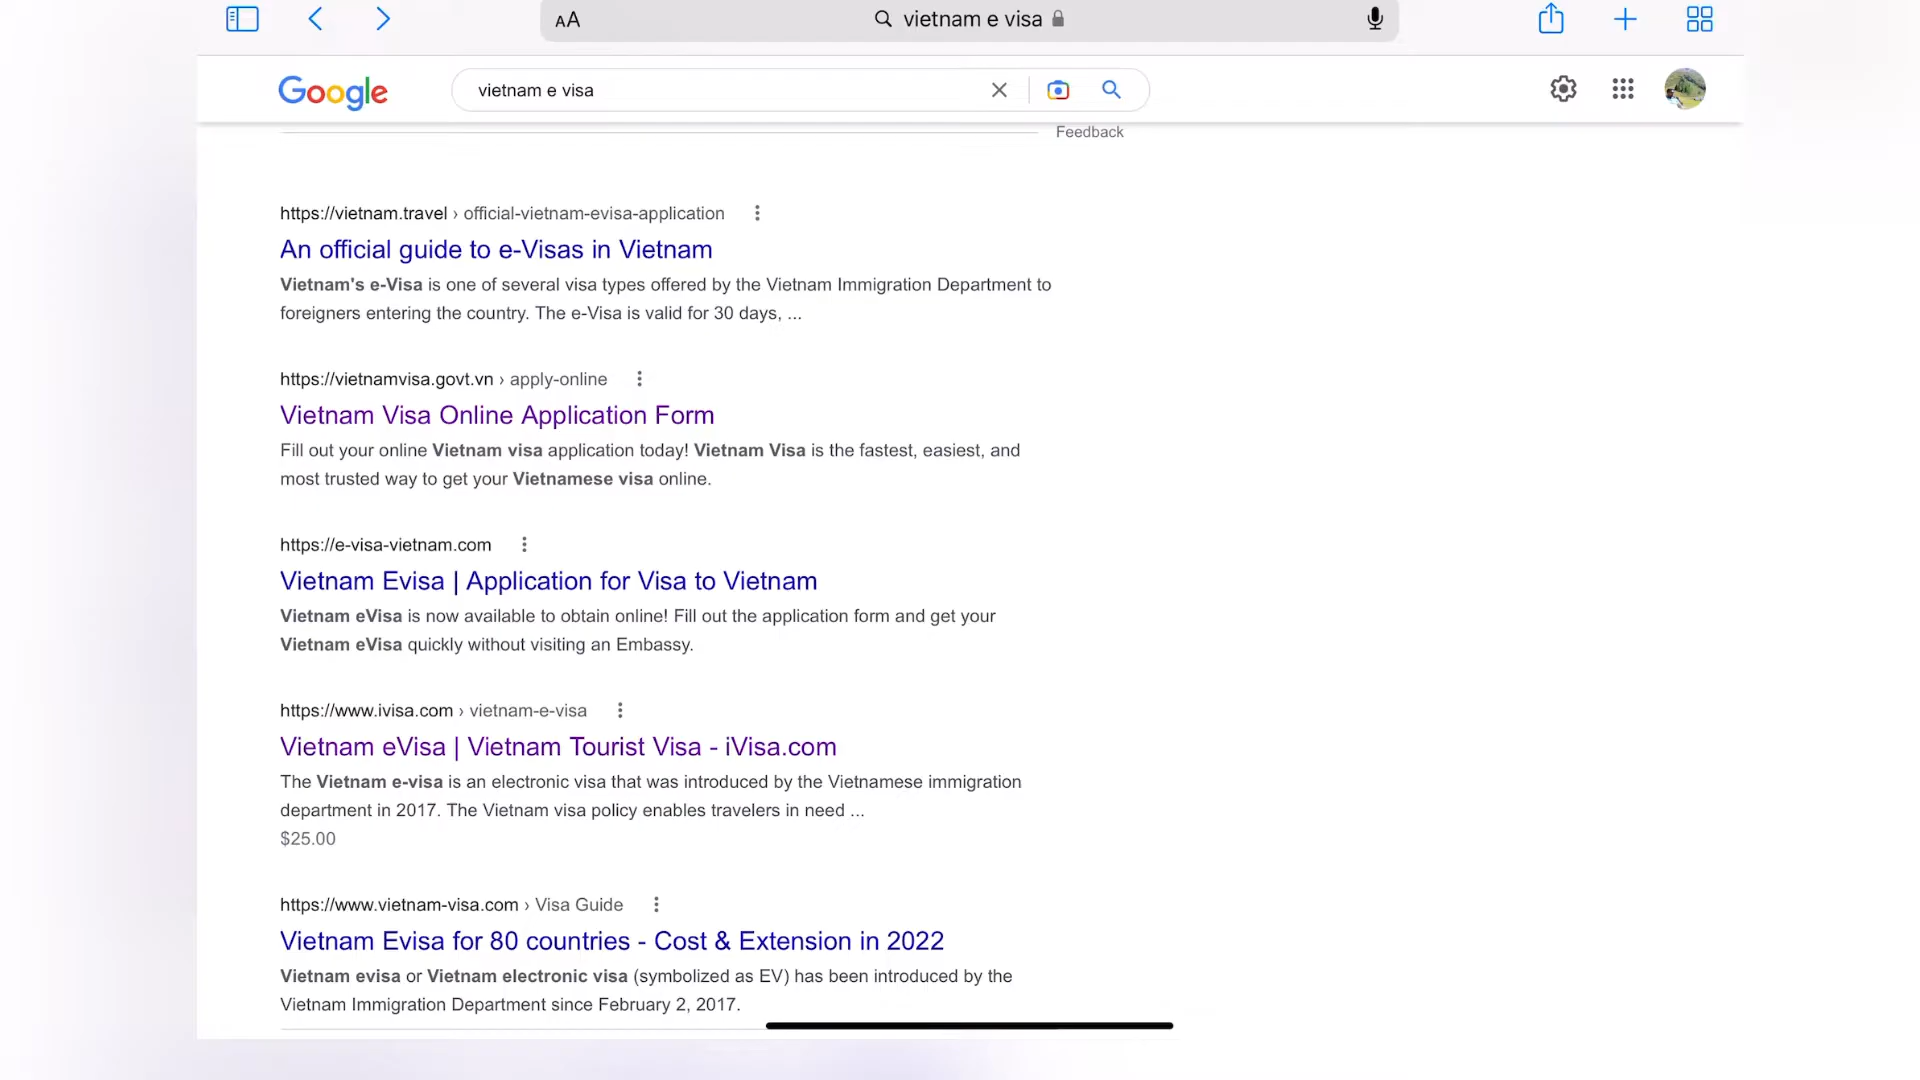 AA
vietnam e visa
Google
vietnam e visa
Feedback
https://vietnam.travel › official-vietnam-evisa-application
An official guide to e-Visas in Vietnam
Vietnam's e-Visa is one of several visa types offered by the Vietnam Immigration Department to
foreigners entering the country. The e-Visa is valid for 30 days, ...
https://vietnamvisa.govt.vn › apply-online
Vietnam Visa Online Application Form
Fill out your online Vietnam visa application today! Vietnam Visa is the fastest, easiest, and
most trusted way to get your Vietnamese visa online.
https://e-visa-vietnam.com
Vietnam Evisa | Application for Visa to Vietnam
Vietnam eVisa is now available to obtain online! Fill out the application form and get your
Vietnam eVisa quickly without visiting an Embassy.
https://www.ivisa.com › vietnam-e-visa
Vietnam eVisa | Vietnam Tourist Visa - iVisa.com
The Vietnam e-visa is an electronic visa that was introduced by the Vietnamese immigration
department in 2017. The Vietnam visa policy enables travelers in need ...
$25.00
https://www.vietnam-visa.com › Visa Guide
Vietnam Evisa for 80 countries - Cost & Extension in 2022
Vietnam evisa or Vietnam electronic visa (symbolized as EV) has been introduced by the
Vietnam Immigration Department since February 2, 2017.